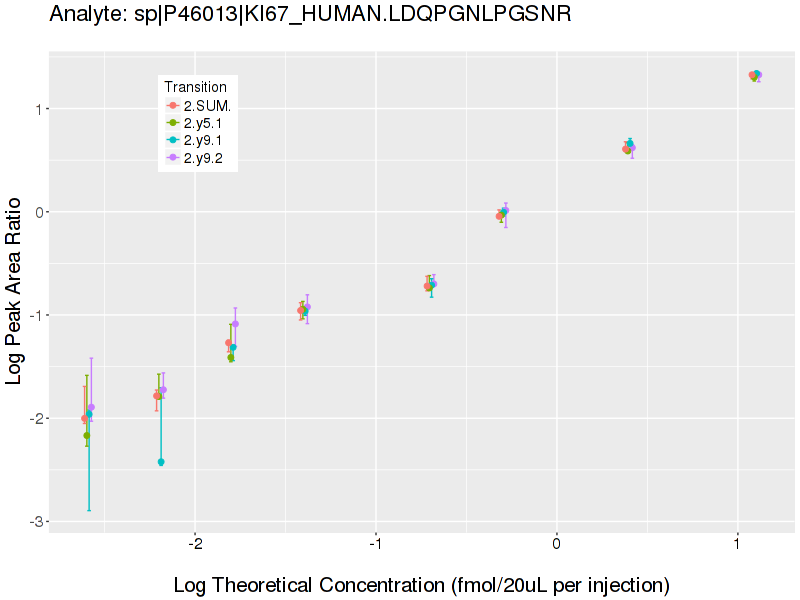 Analyte: sp|P46013|KI67_HUMAN.LDQPGNLPGSNR
Transition
2.SUM.
2.y5.1
2.y9.1
2.y9.2
1
0
-1
-2
-3
Log Peak Area Ratio
-2
-1
0
1
Log Theoretical Concentration (fmol/20uL per injection)